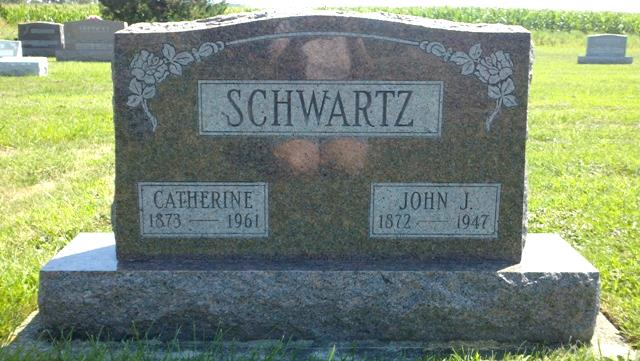 SCHWARTZ
CATHERINE
1873 — 1961
JOHN J.
1872 — 1947